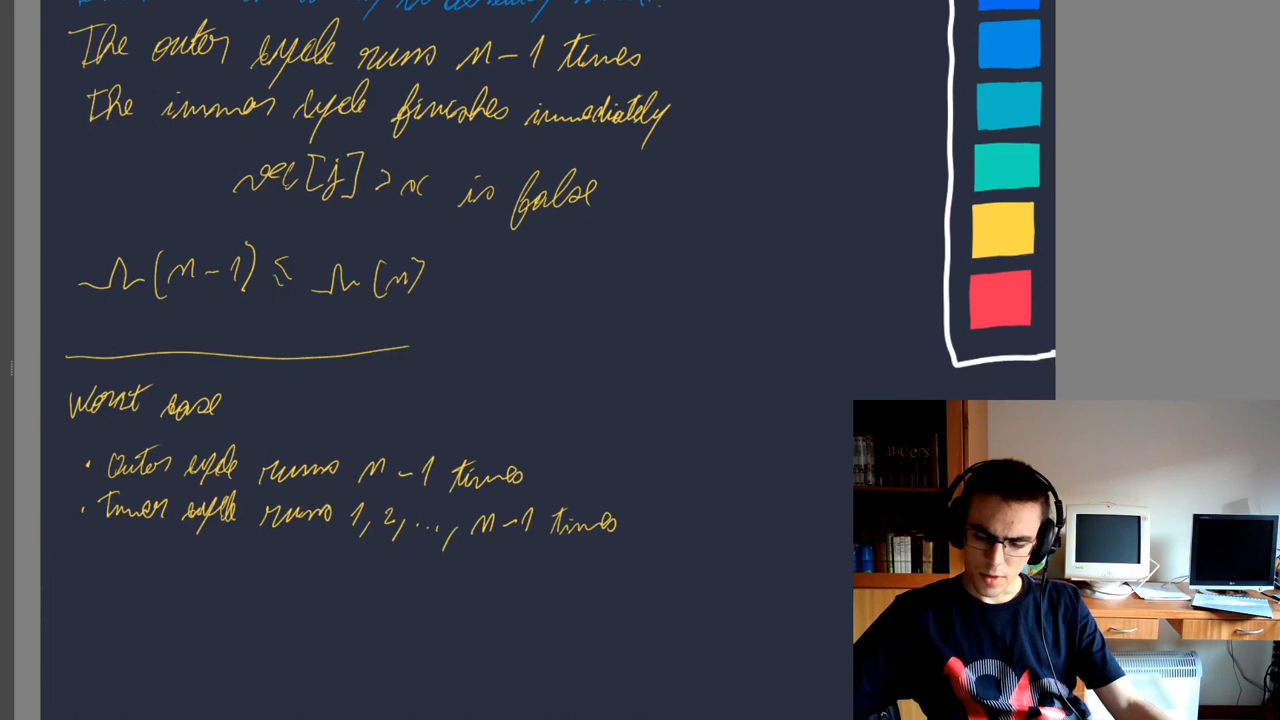 The outer cycle runs n-1 times
the inner cycle finishes immediately
vec[j] > x is false
Ω(n-1) ≤ Ω(n)
Worst case
• Outer cycle runs n-1 times
• Inner cycle runs 1, 2, ..., n-1 times